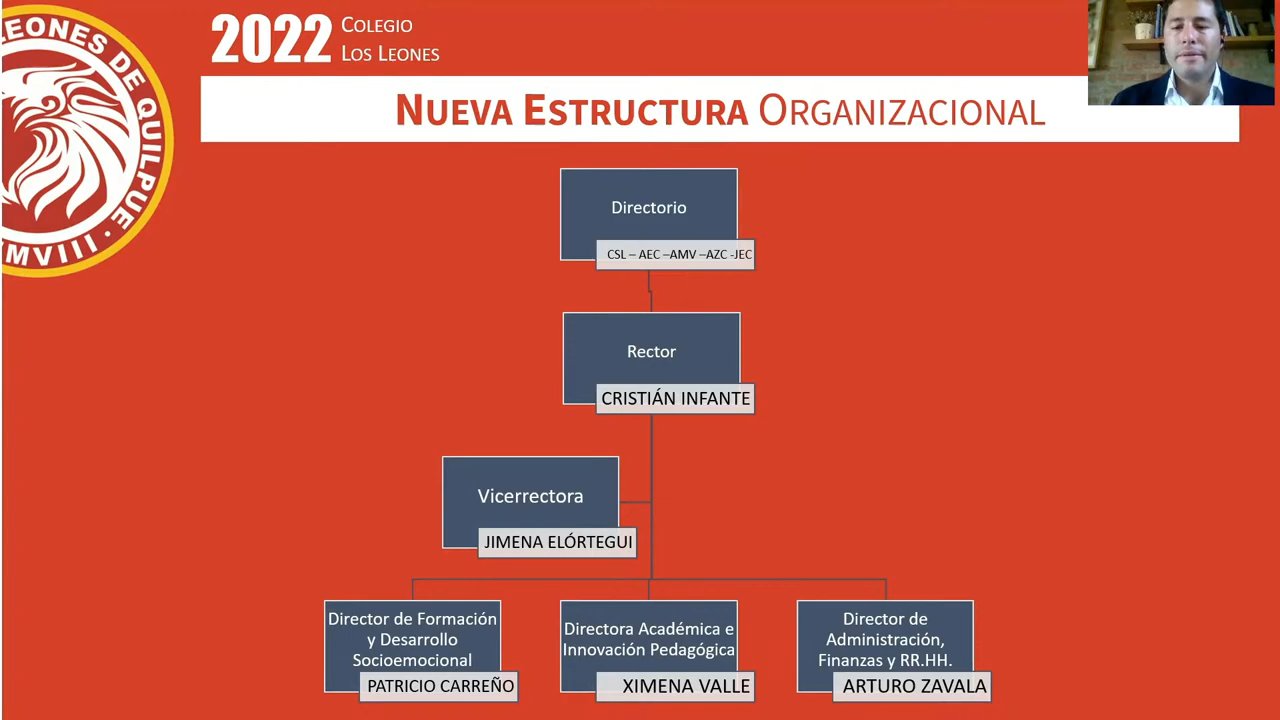 LEONES DE QUILPUE · MVIII
2022
COLEGIO
LOS LEONES
NUEVA ESTRUCTURA ORGANIZACIONAL
Directorio
CSL – AEC –AMV –AZC -JEC
Rector
CRISTIÁN INFANTE
Vicerrectora
JIMENA ELÓRTEGUI
Director de Formación
y Desarrollo
Socioemocional
PATRICIO CARREÑO
Directora Académica e
Innovación Pedagógica
XIMENA VALLE
Director de
Administración,
Finanzas y RR.HH.
ARTURO ZAVALA